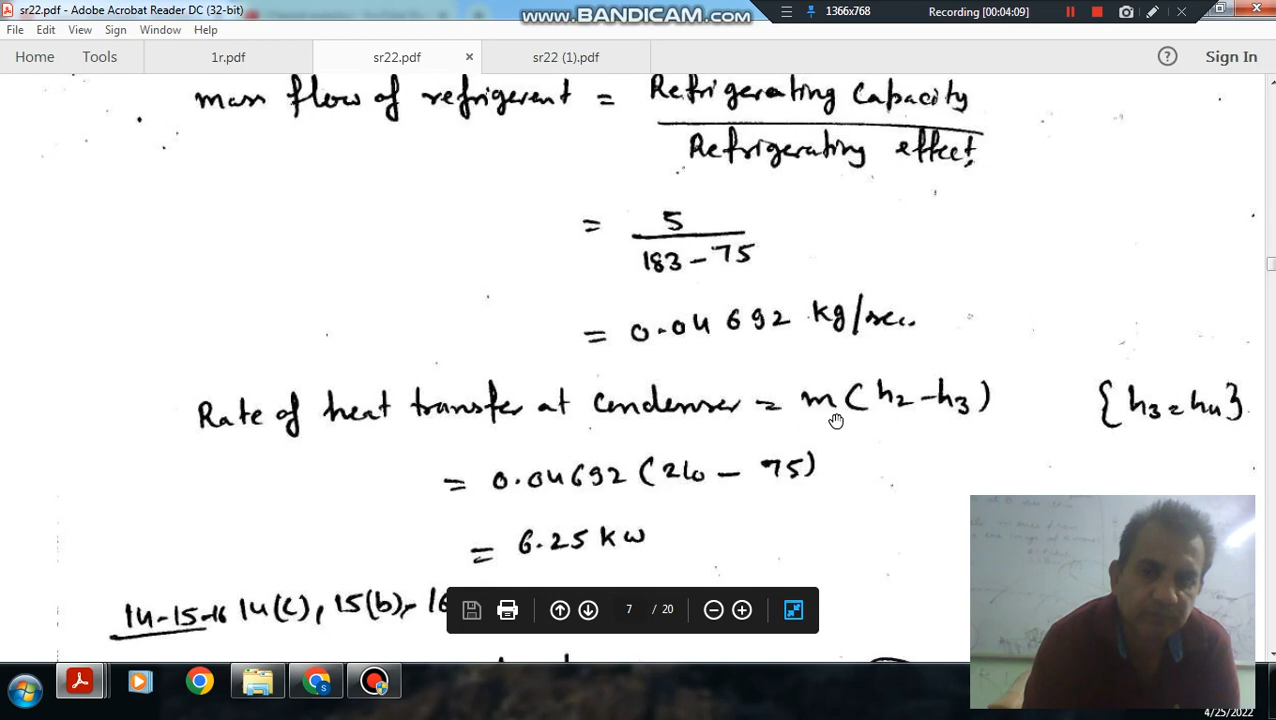 sr22.pdf - Adobe Acrobat Reader DC (32-bit)
www.BANDICAM.com
1366x768
Recording [00:04:09]
File Edit View Sign Window Help
Home Tools 1r.pdf sr22.pdf × sr22 (1).pdf
? Sign In
mass flow of refrigerent = Refrigerating Capacity
Refrigerating effect
= 5
183 - 75
= 0.04692 kg/sec.
Rate of heat transfer at condenser = m(h2-h3) {h3=h4}
= 0.04692 (210 - 75)
= 6.25 kw
14-15-16 14(c), 15(b), 16
7 / 20
4/25/2022